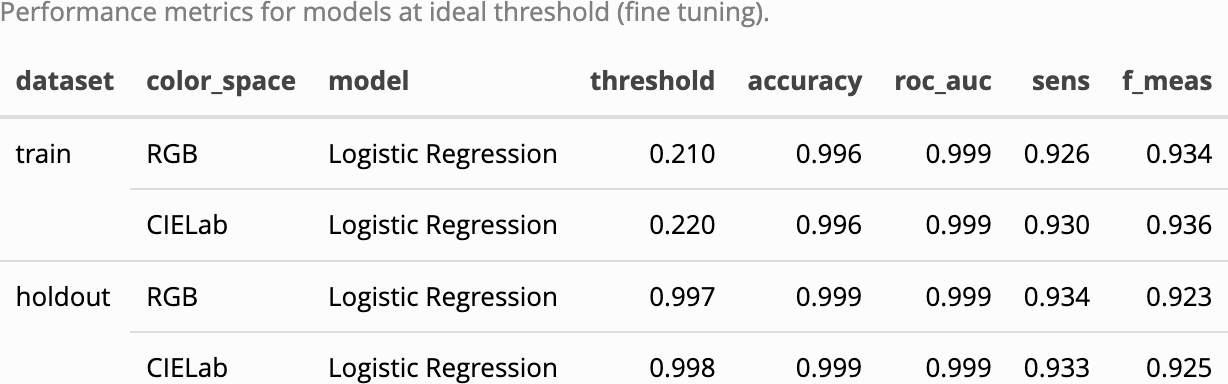 Performance metrics for models at ideal threshold (fine tuning).
dataset color_space model threshold accuracy roc_auc sens f_meas
train RGB Logistic Regression 0.210 0.996 0.999 0.926 0.934
CIELab Logistic Regression 0.220 0.996 0.999 0.930 0.936
holdout RGB Logistic Regression 0.997 0.999 0.999 0.934 0.923
CIELab Logistic Regression 0.998 0.999 0.999 0.933 0.925